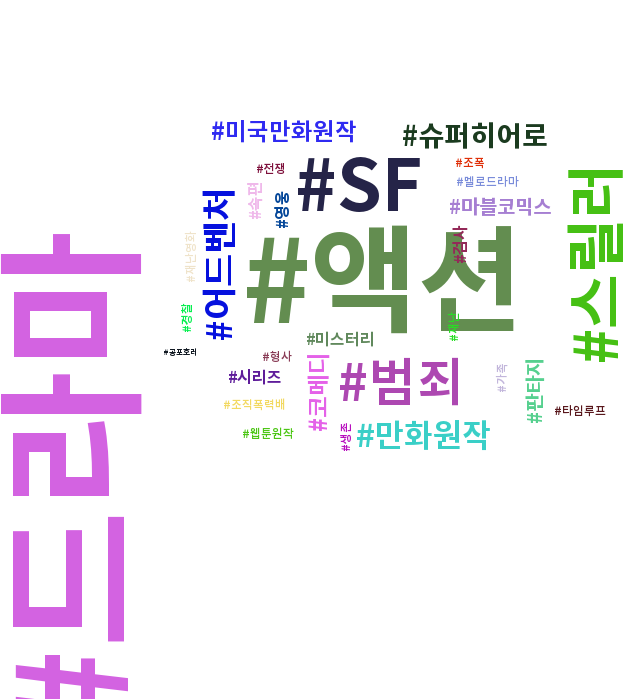 #미국만화원작
#슈퍼히어로
#전쟁
#SF
#조폭
#멜로드라마
#속편
#영웅
#마블코믹스
#어드벤처
#재난영화
#액션
#검사
#스릴러
#드라마
#경찰
#재난
#미스터리
#공포호러
#형사
#시리즈
#코메디
#범죄
#가족
#판타지
#조직폭력배
#타임루프
#웹툰원작
#생존
#만화원작